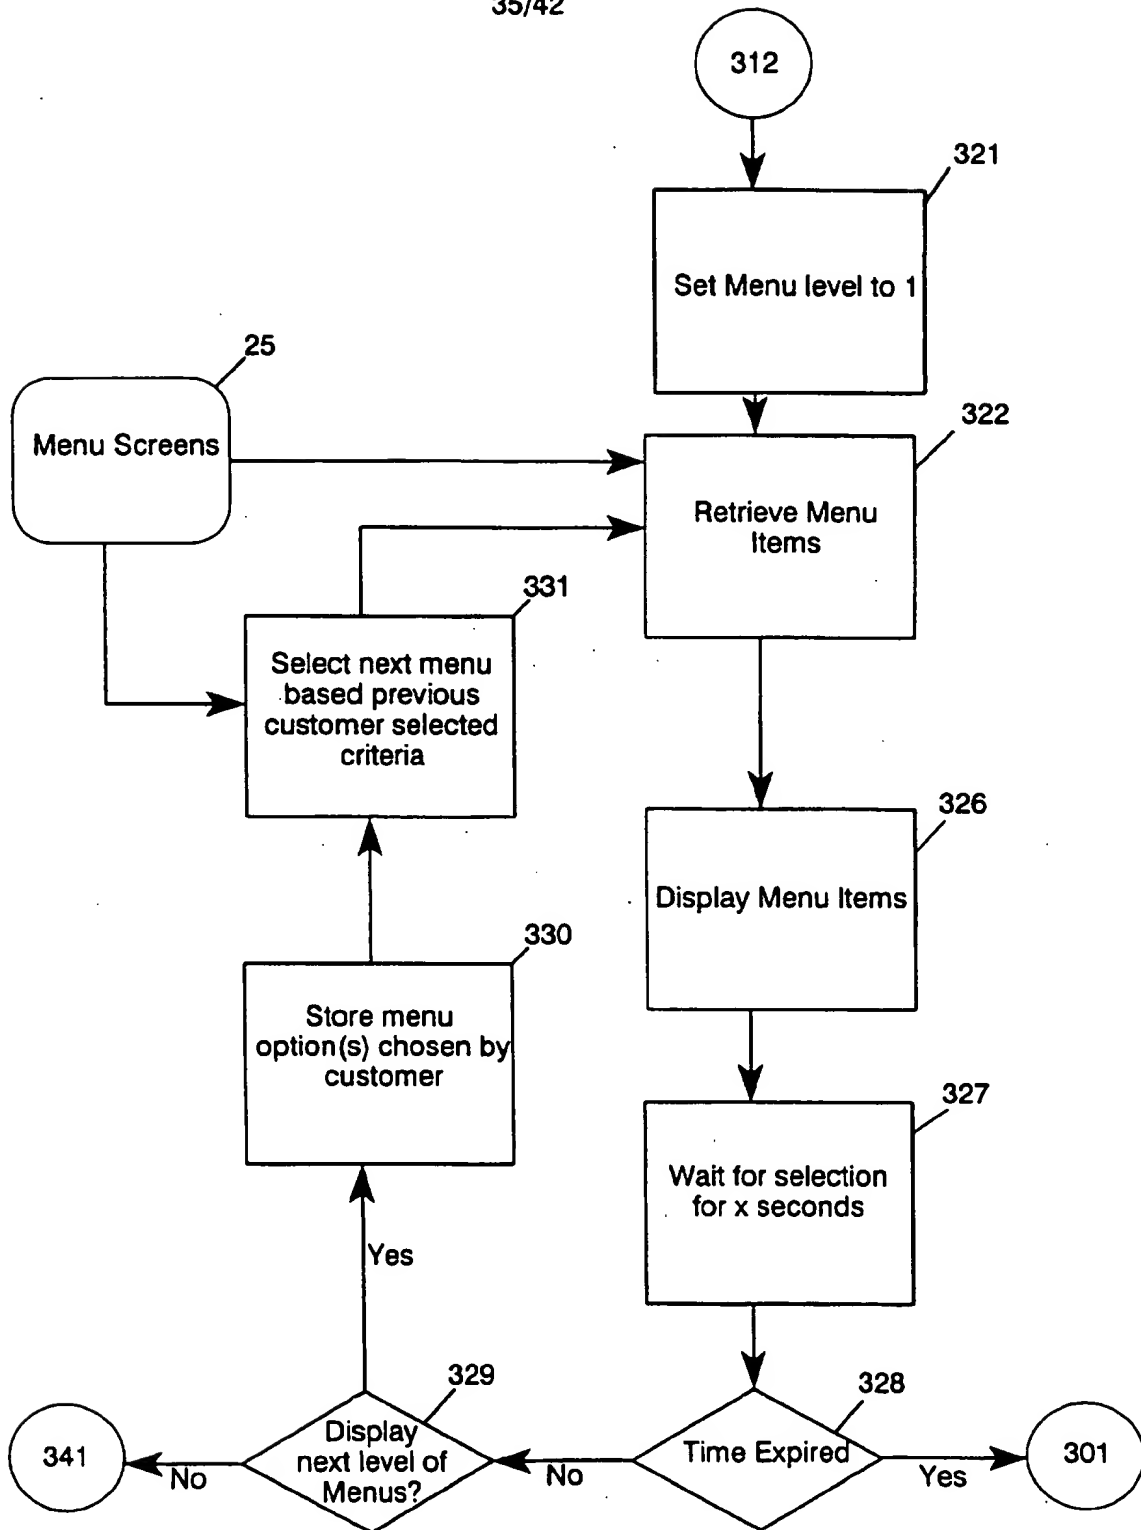 35/42
312
321
Set Menu level to 1
25
Menu Screens
322
Retrieve Menu
Items
331
Select next menu
based previous
customer selected
criteria
326
Display Menu Items
330
Store menu
option(s) chosen by
customer
327
Wait for selection
for x seconds
Yes
329
Display
next level of
Menus?
328
Time Expired
341
No
No
Yes
301